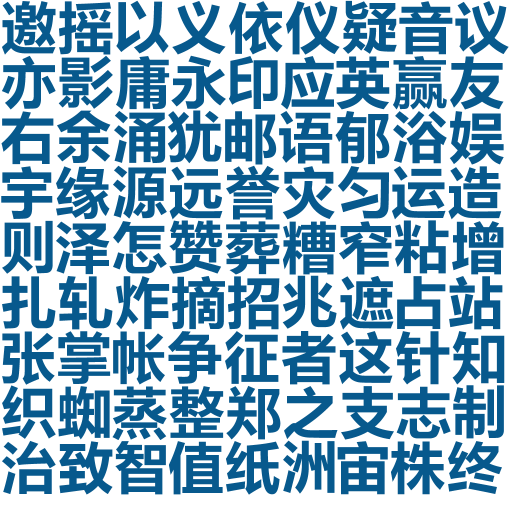 邀摇以义依仪疑音议
亦影庸永印应英赢友
右余涌犹邮语郁浴娱
宇缘源远誉灾匀运造
则泽怎赞葬糟窄粘增
扎轧炸摘招兆遮占站
张掌帐争征者这针知
织蜘蒸整郑之支志制
治致智值纸洲宙株终